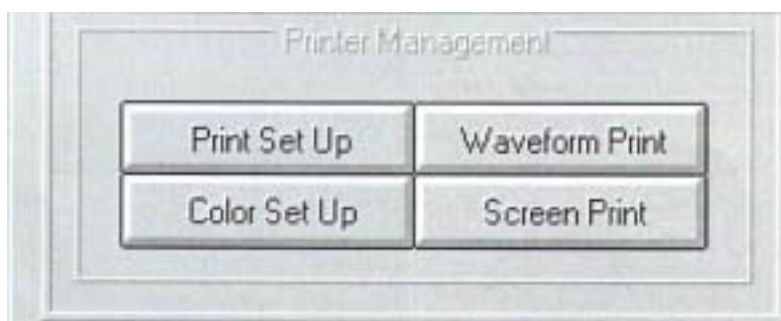 Printer Management
Print Set Up
Waveform Print
Color Set Up
Screen Print